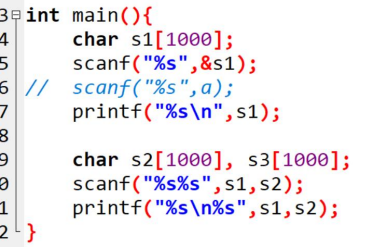 3 int main(){
4 char s1[1000];
5 scanf("%s",&s1);
6 // scanf("%s",a);
7 printf("%s\n",s1);
8
9 char s2[1000], s3[1000];
0 scanf("%s%s",s1,s2);
1 printf("%s\n%s",s1,s2);
2 }